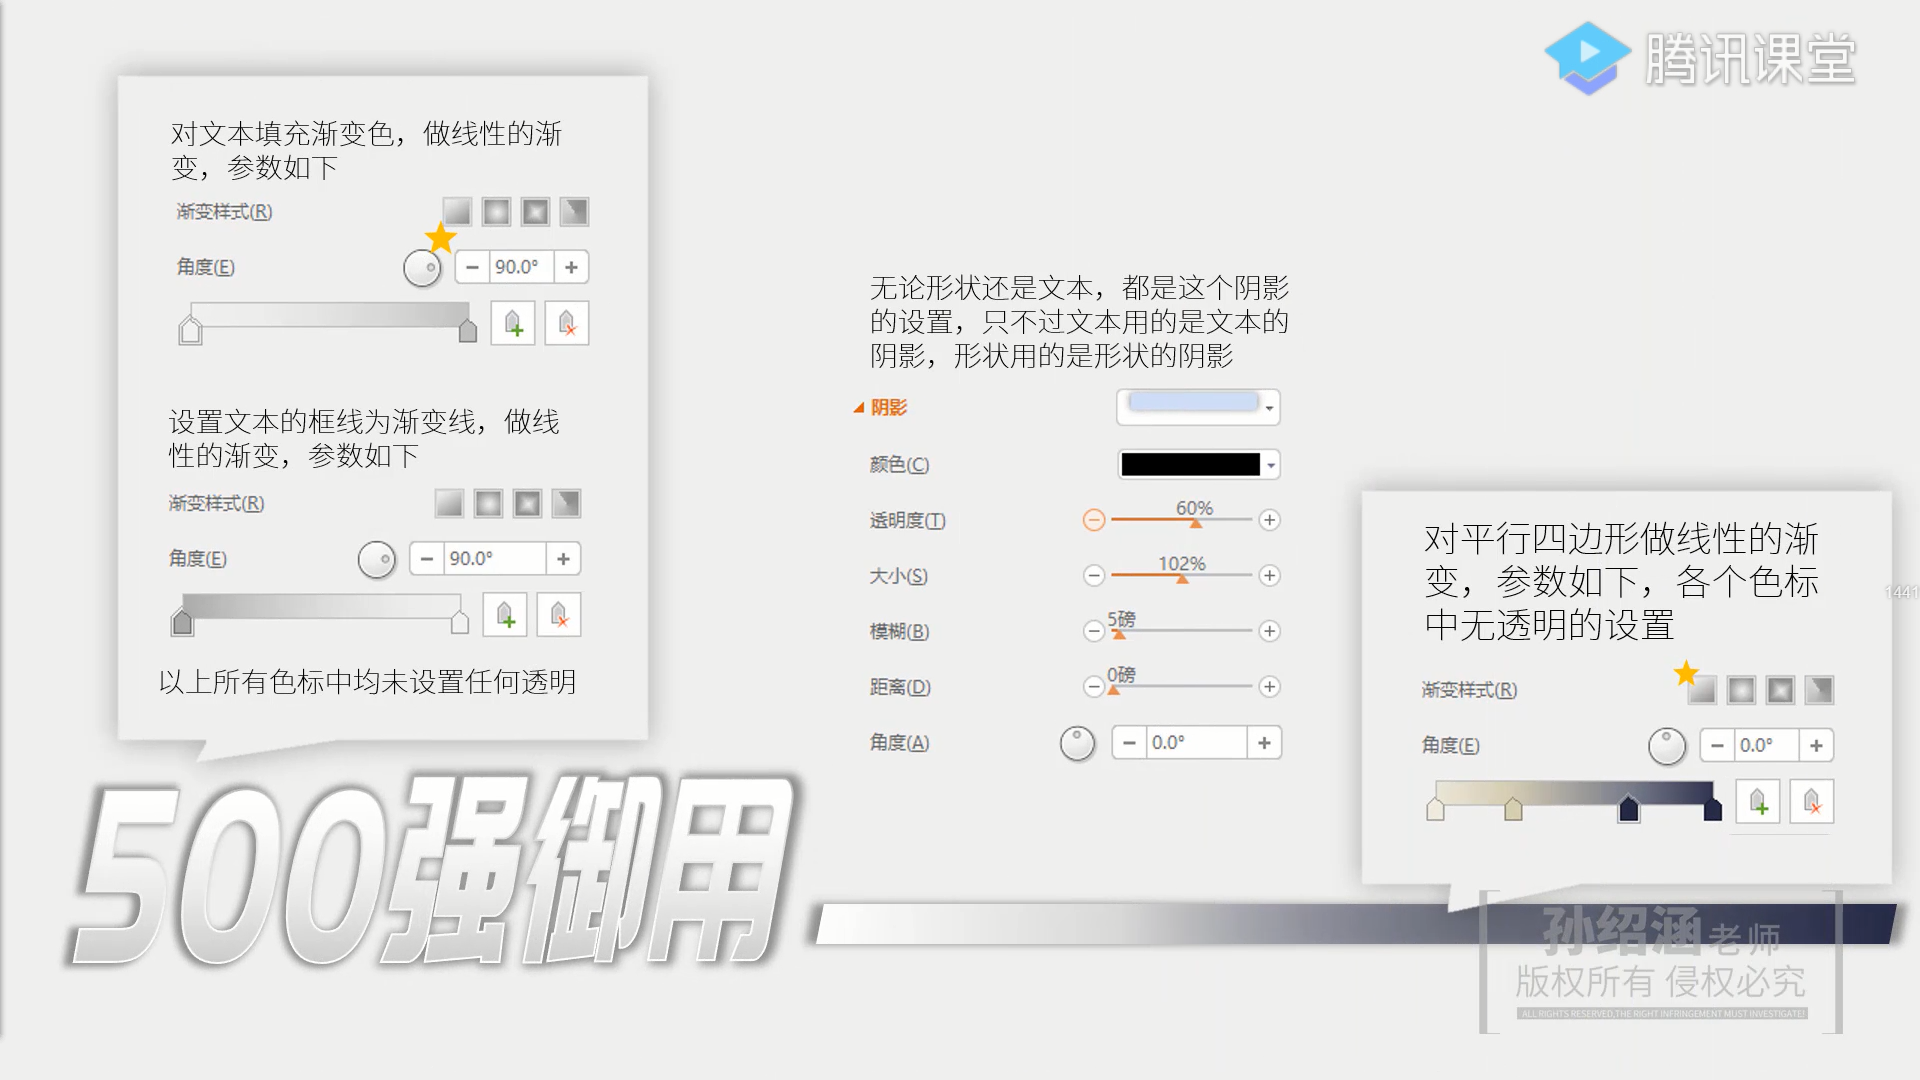 腾讯课堂
对文本填充渐变色，做线性的渐
变，参数如下
渐变样式(R)
角度(E)
90.0°
设置文本的框线为渐变线，做线
性的渐变，参数如下
渐变样式(R)
角度(E)
90.0°
以上所有色标中均未设置任何透明
无论形状还是文本，都是这个阴影
的设置，只不过文本用的是文本的
阴影，形状用的是形状的阴影
阴影
颜色(C)
透明度(T) 60%
大小(S) 102%
模糊(B) 5磅
距离(D) 0磅
角度(A) 0.0°
对平行四边形做线性的渐
变，参数如下，各个色标
中无透明的设置
渐变样式(R)
角度(E)
0.0°
1441
500强御用
孙绍涵老师
版权所有 侵权必究
ALL RIGHTS RESERVED,THE RIGHT INFRINGEMENT MUST INVESTIGATE!